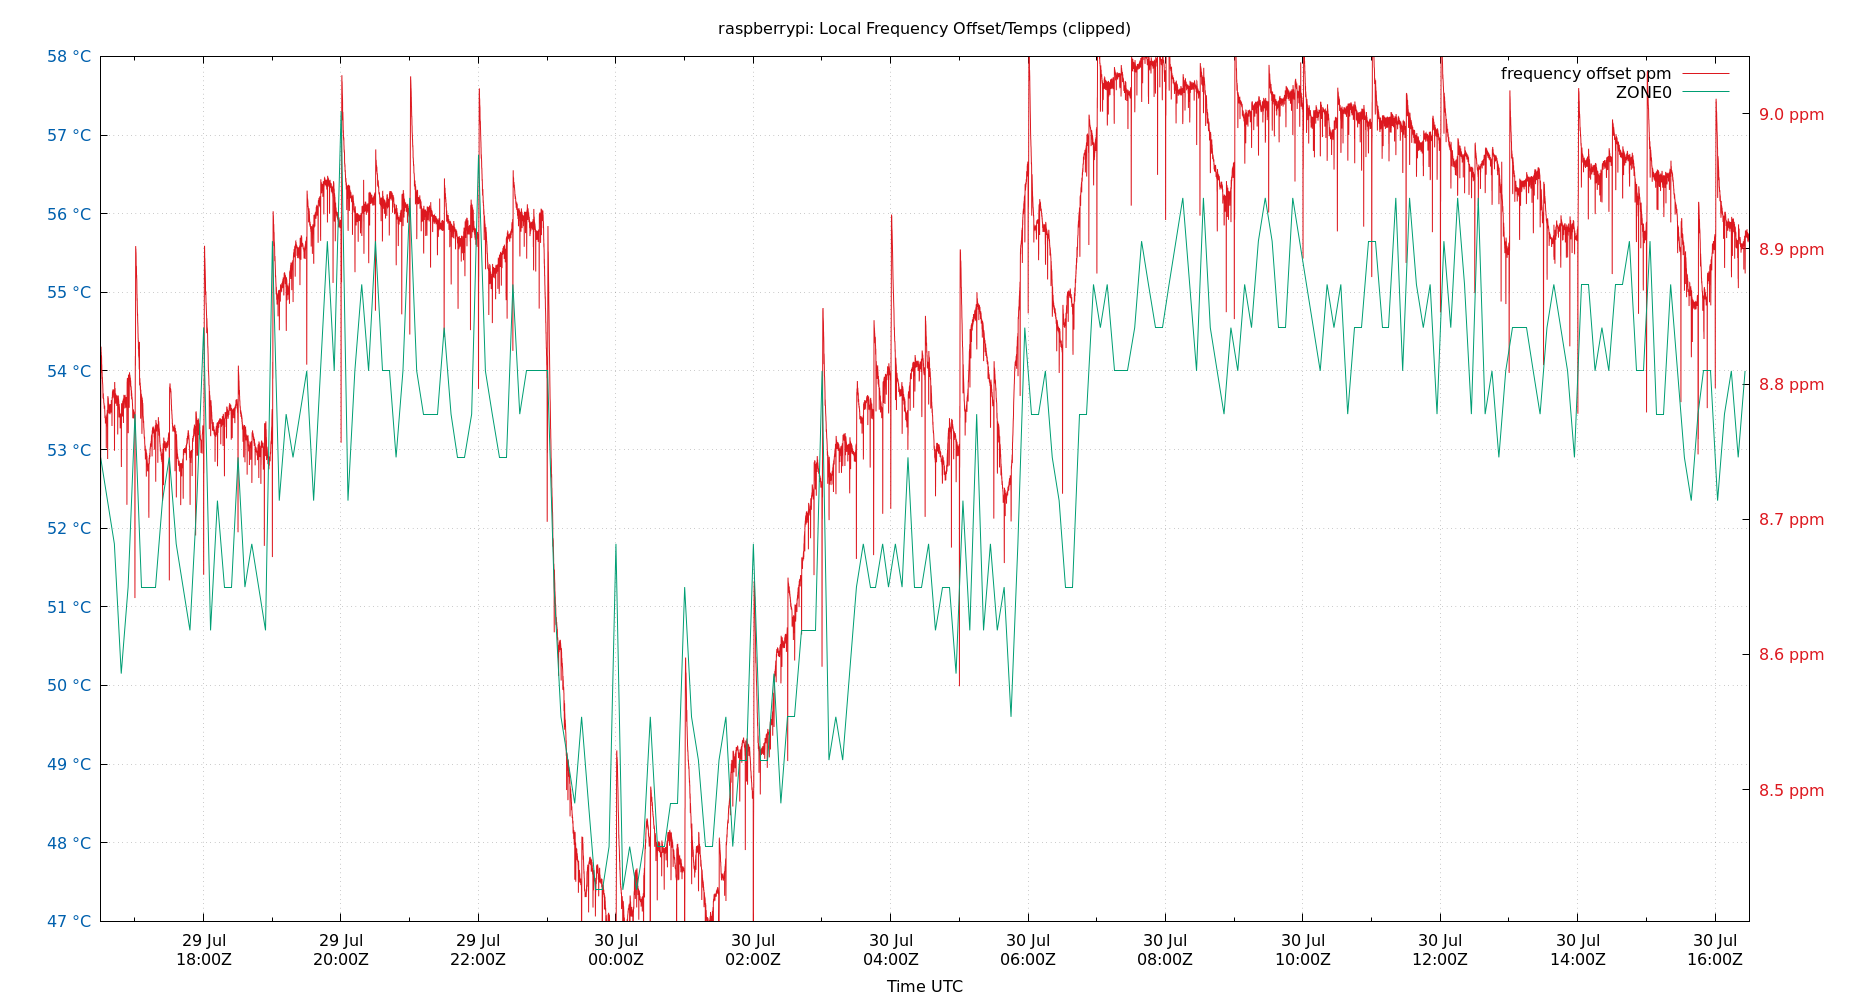 raspberrypi: Local Frequency Offset/Temps (clipped)
frequency offset ppm
ZONE0
58 °C
57 °C
56 °C
55 °C
54 °C
53 °C
52 °C
51 °C
50 °C
49 °C
48 °C
47 °C
9.0 ppm
8.9 ppm
8.8 ppm
8.7 ppm
8.6 ppm
8.5 ppm
29 Jul
18:00Z
29 Jul
20:00Z
29 Jul
22:00Z
30 Jul
00:00Z
30 Jul
02:00Z
30 Jul
04:00Z
30 Jul
06:00Z
30 Jul
08:00Z
30 Jul
10:00Z
30 Jul
12:00Z
30 Jul
14:00Z
30 Jul
16:00Z
Time UTC